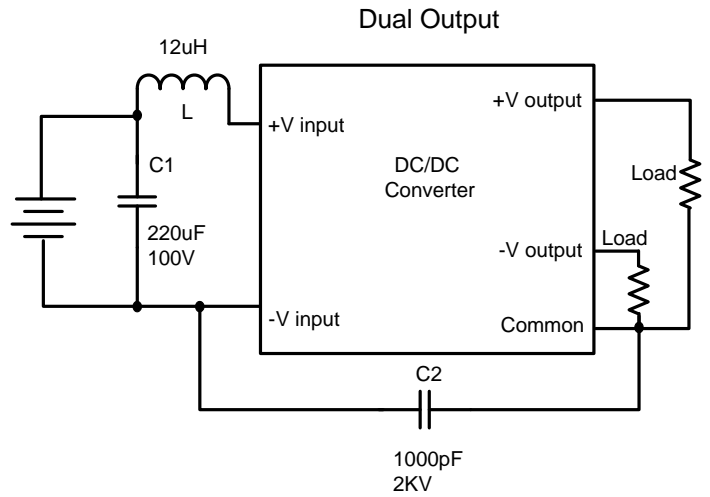 Dual Output
12uH
L
+V input
+V output
C1
DC/DC
Converter
Load
220uF
100V
Load
-V output
-V input
Common
C2
1000pF
2KV